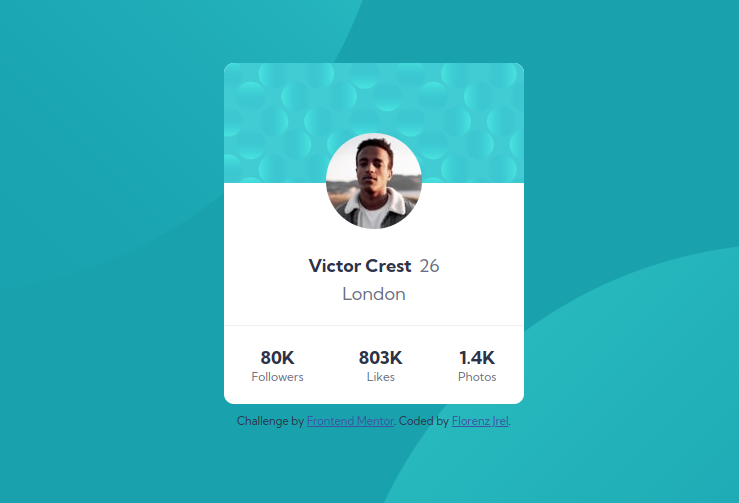 Victor Crest 26
London
80K 803K 1.4K
Followers Likes Photos
Challenge by Frontend Mentor. Coded by Florenz Jrel.